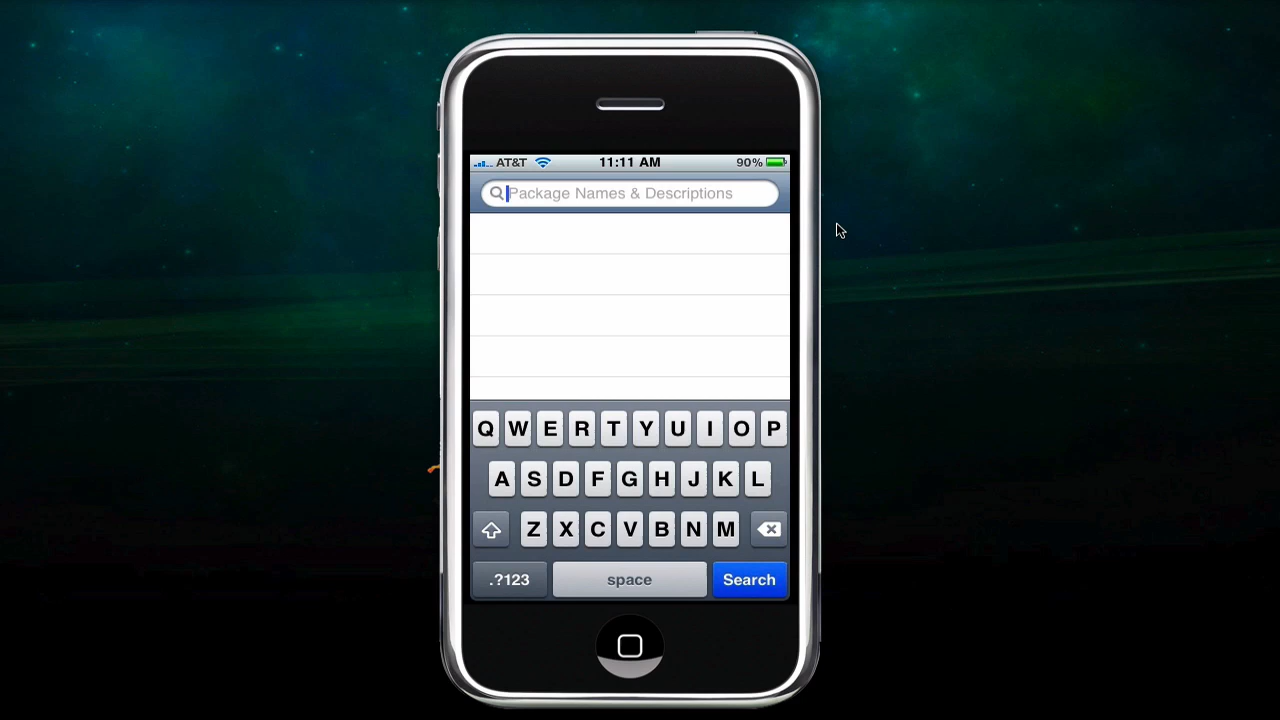 AT&T 11:11 AM 90%
Package Names & Descriptions
Q W E R T Y U I O P
A S D F G H J K L
Z X C V B N M
.?123 space Search